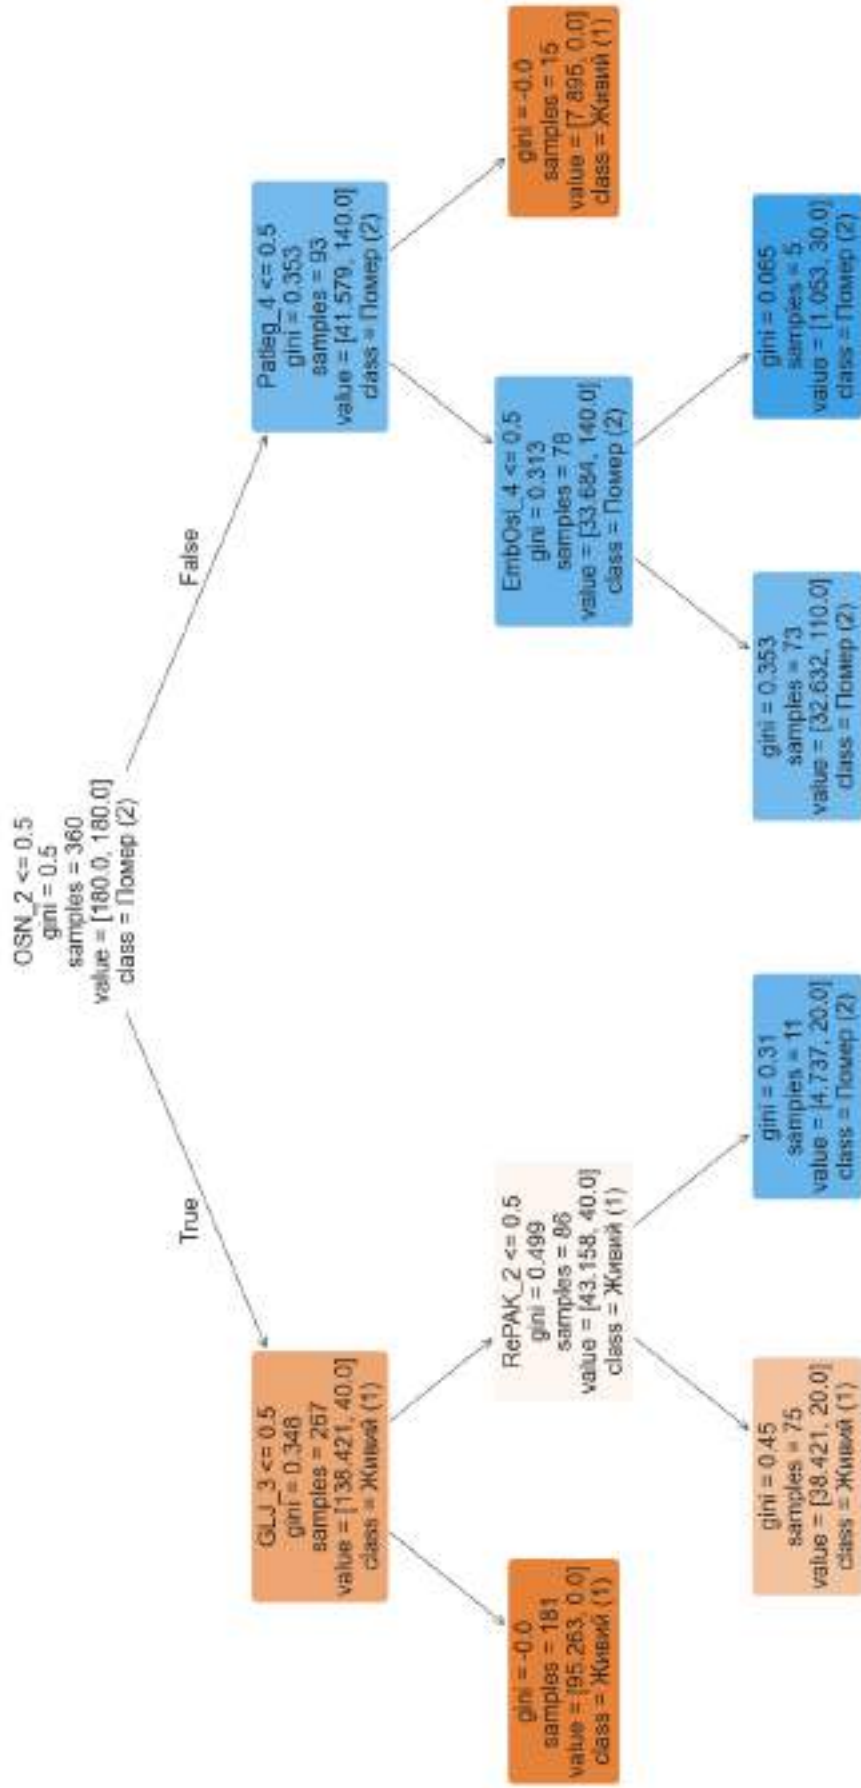 OSN_2 <= 0.5
gini = 0.5
samples = 360
value = [180.0, 180.0]
class = Помер (2)
True
False
GLJ_3 <= 0.5
gini = 0.348
samples = 267
value = [138.421, 40.0]
class = Живий (1)
Patleg_4 <= 0.5
gini = 0.353
samples = 93
value = [41.579, 140.0]
class = Помер (2)
gini = -0.0
samples = 181
value = [95.263, 0.0]
class = Живий (1)
RePAK_2 <= 0.5
gini = 0.499
samples = 86
value = [43.158, 40.0]
class = Живий (1)
EmbOsl_4 <= 0.5
gini = 0.313
samples = 78
value = [33.684, 140.0]
class = Помер (2)
gini = -0.0
samples = 15
value = [7.895, 0.0]
class = Живий (1)
gini = 0.45
samples = 75
value = [38.421, 20.0]
class = Живий (1)
gini = 0.31
samples = 11
value = [4.737, 20.0]
class = Помер (2)
gini = 0.353
samples = 73
value = [32.632, 110.0]
class = Помер (2)
gini = 0.065
samples = 5
value = [1.053, 30.0]
class = Помер (2)